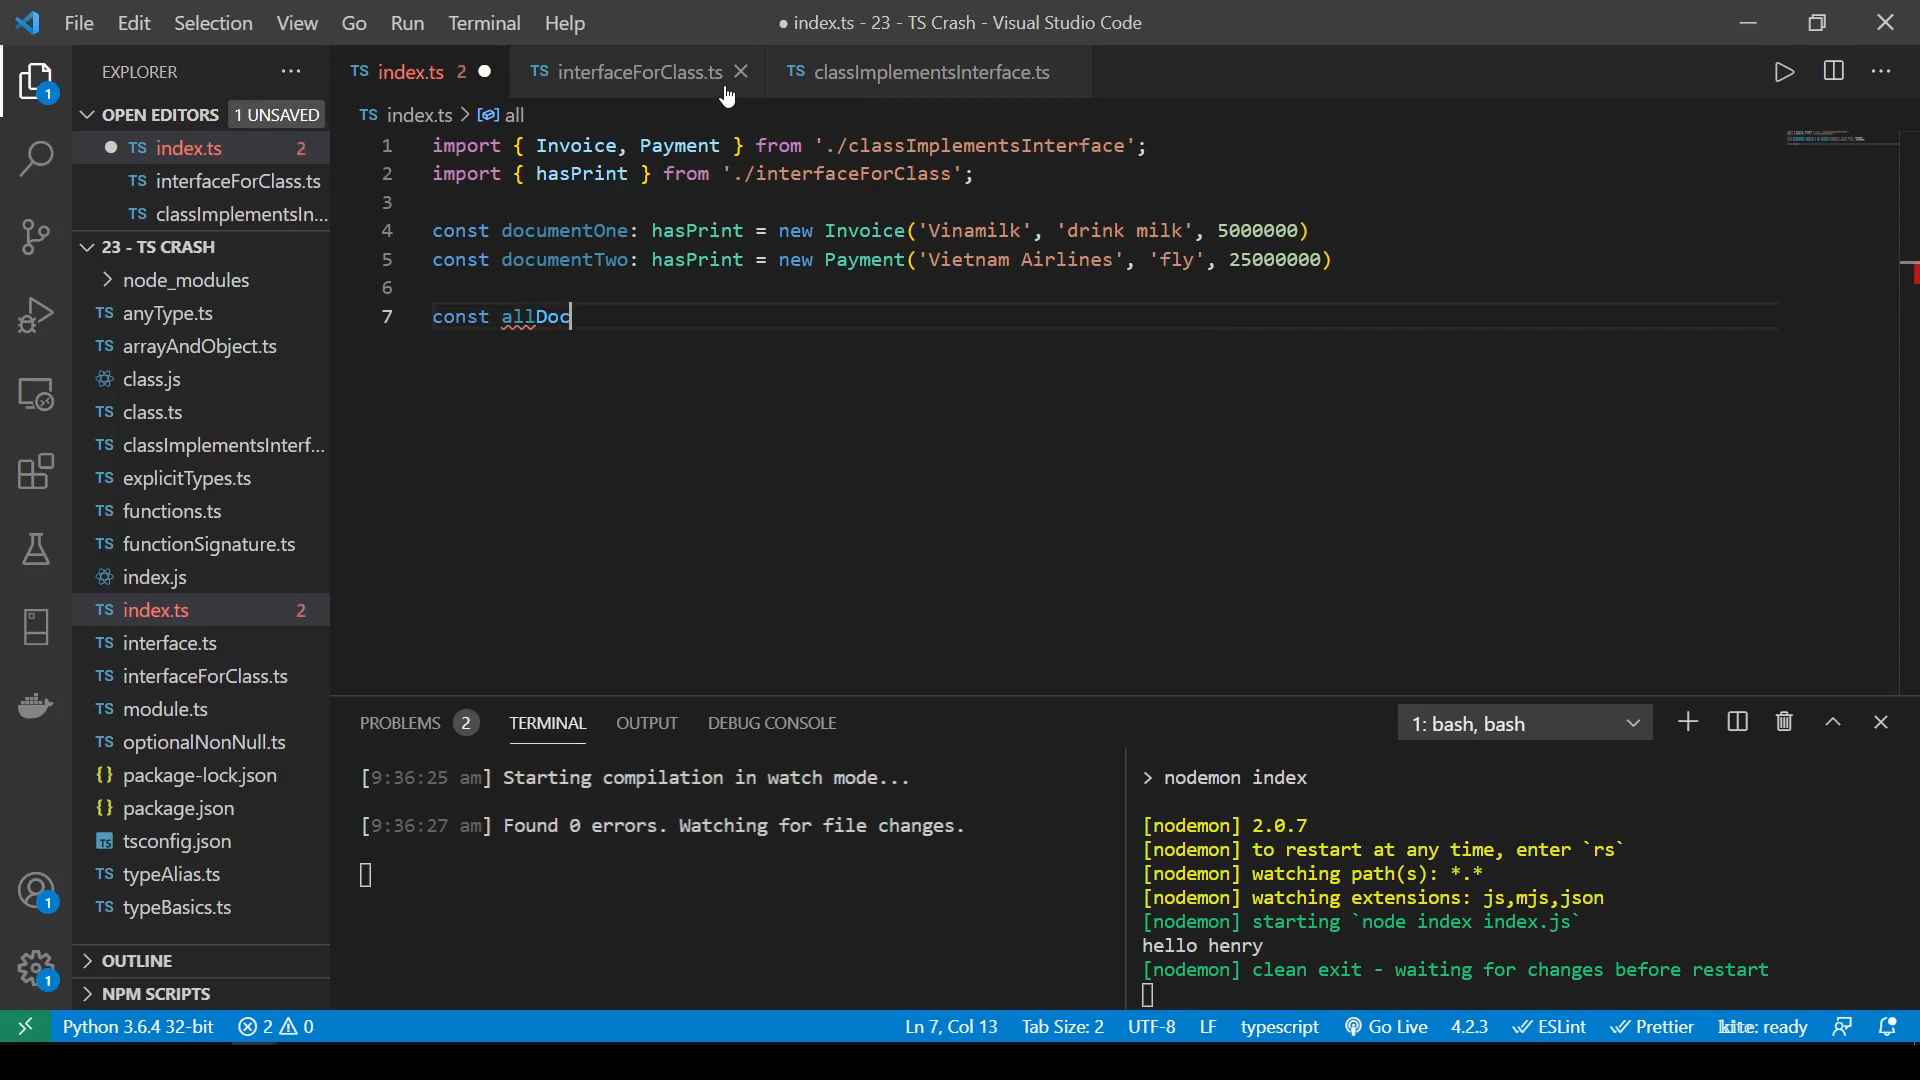 File Edit Selection View Go Run Terminal Help
● index.ts - 23 - TS Crash - Visual Studio Code
EXPLORER
OPEN EDITORS 1 UNSAVED
● TS index.ts 2
TS interfaceForClass.ts
TS classImplementsIn...
23 - TS CRASH
node_modules
TS anyType.ts
TS arrayAndObject.ts
class.js
TS class.ts
TS classImplementsInterf...
TS explicitTypes.ts
TS functions.ts
TS functionSignature.ts
index.js
TS index.ts 2
TS interface.ts
TS interfaceForClass.ts
TS module.ts
TS optionalNonNull.ts
{} package-lock.json
{} package.json
TS tsconfig.json
TS typeAlias.ts
TS typeBasics.ts
OUTLINE
NPM SCRIPTS
1
1
1
TS index.ts 2 ●
TS interfaceForClass.ts
TS classImplementsInterface.ts
TS index.ts > all
1 import { Invoice, Payment } from './classImplementsInterface';
2 import { hasPrint } from './interfaceForClass';
3
4 const documentOne: hasPrint = new Invoice('Vinamilk', 'drink milk', 5000000)
5 const documentTwo: hasPrint = new Payment('Vietnam Airlines', 'fly', 25000000)
6
7 const allDoc
PROBLEMS 2 TERMINAL OUTPUT DEBUG CONSOLE
1: bash, bash
[9:36:25 am] Starting compilation in watch mode...
[9:36:27 am] Found 0 errors. Watching for file changes.
> nodemon index
[nodemon] 2.0.7
[nodemon] to restart at any time, enter `rs`
[nodemon] watching path(s): *.*
[nodemon] watching extensions: js,mjs,json
[nodemon] starting `node index index.js`
hello henry
[nodemon] clean exit - waiting for changes before restart
Python 3.6.4 32-bit 2 0
Ln 7, Col 13 Tab Size: 2 UTF-8 LF typescript Go Live 4.2.3 ESLint Prettier kite: ready